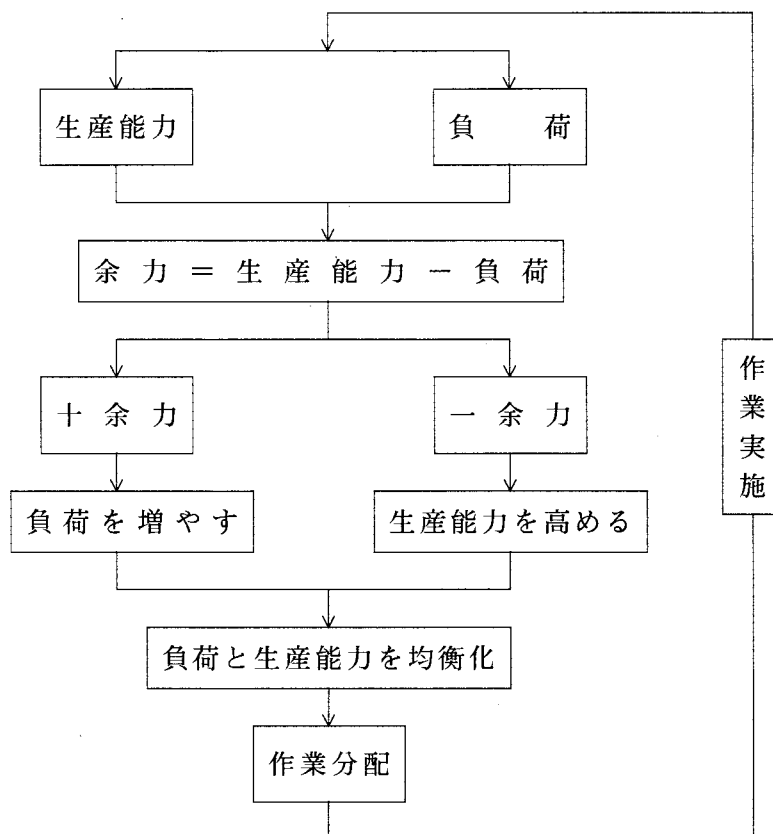 生産能力
負荷
余力＝生産能力－負荷
＋余力
－余力
負荷を増やす
生産能力を高める
負荷と生産能力を均衡化
作業分配
作業実施